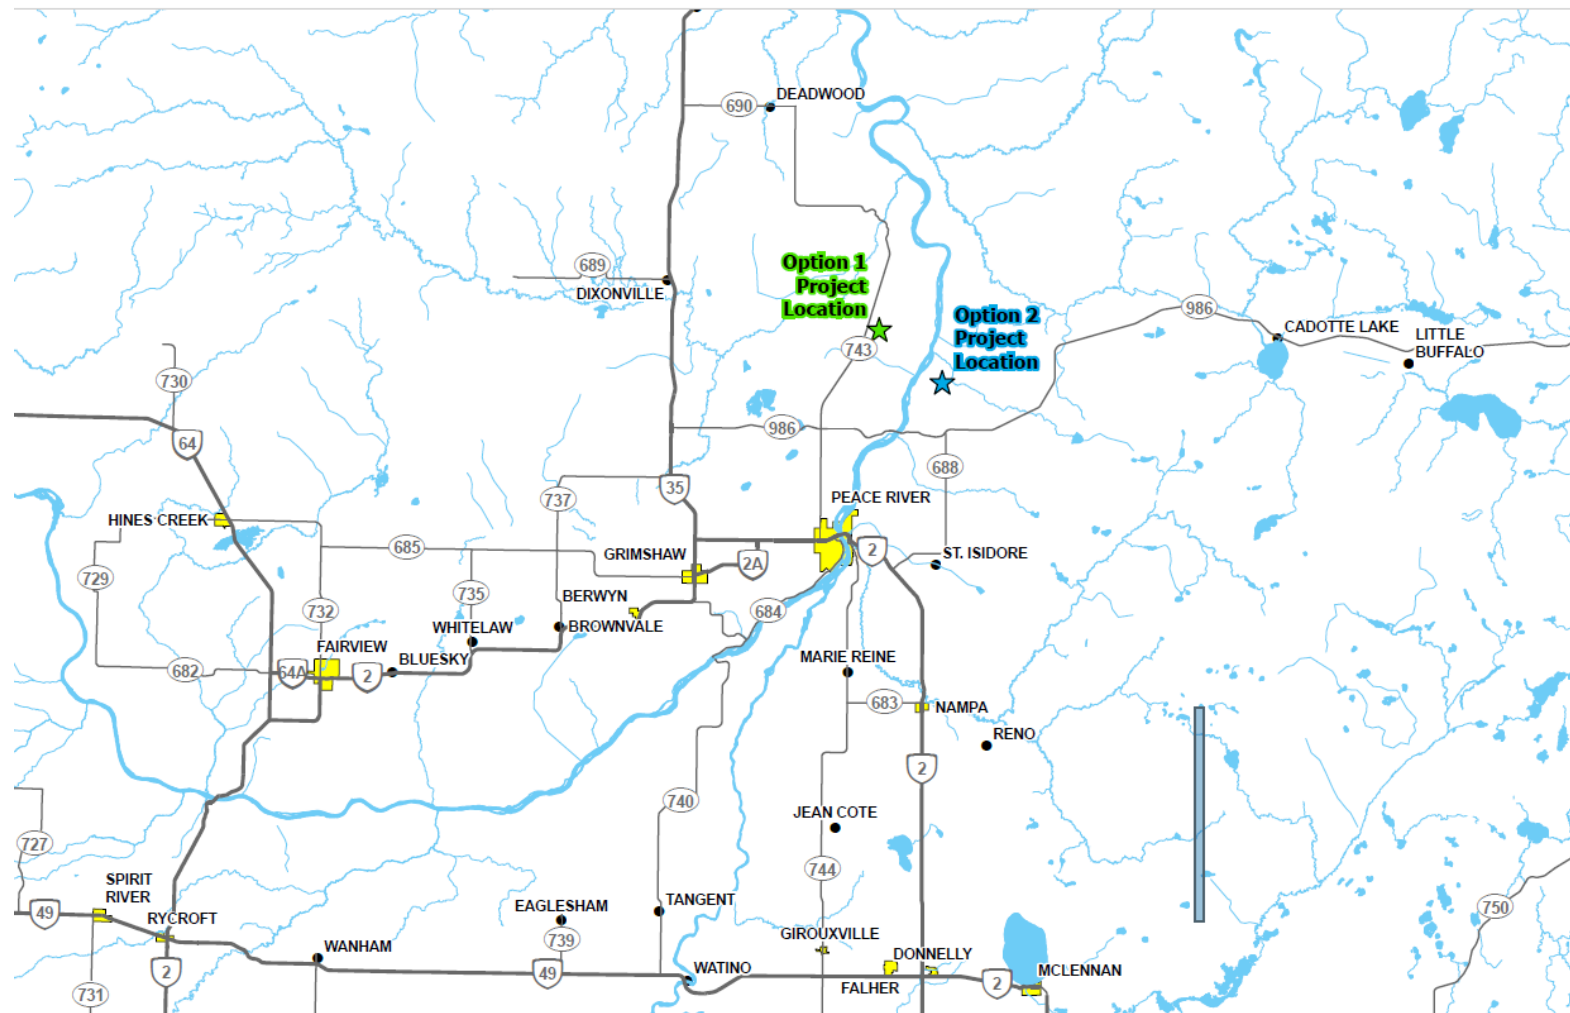 DEADWOOD
690
Option 1
Project
Location
689
DIXONVILLE
Option 2
Project
Location
986
CADOTTE LAKE
LITTLE
BUFFALO
743
730
64
986
688
35
737
PEACE RIVER
HINES CREEK
685
GRIMSHAW
2A
2
ST. ISIDORE
729
735
BERWYN
732
684
WHITELAW
BROWNVALE
FAIRVIEW
BLUESKY
682
64A
2
MARIE REINE
683
NAMPA
RENO
2
740
JEAN COTE
727
744
SPIRIT
RIVER
49
RYCROFT
EAGLESHAM
TANGENT
750
739
GIROUXVILLE
WANHAM
DONNELLY
2
49
WATINO
FALHER
2
MCLENNAN
731